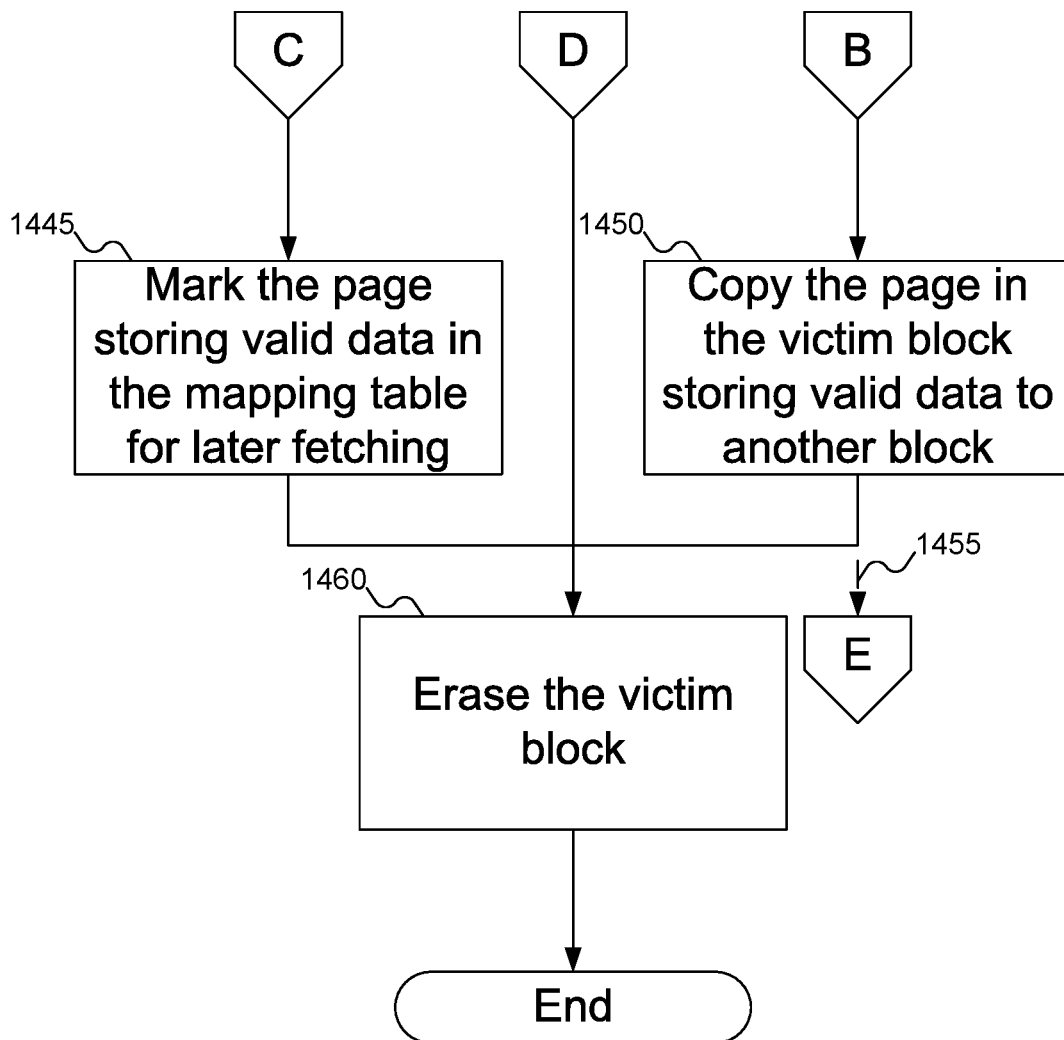 C
D
B
1445
Mark the page
storing valid data in
the mapping table
for later fetching
1450
Copy the page in
the victim block
storing valid data to
another block
1455
1460
Erase the victim
block
E
End